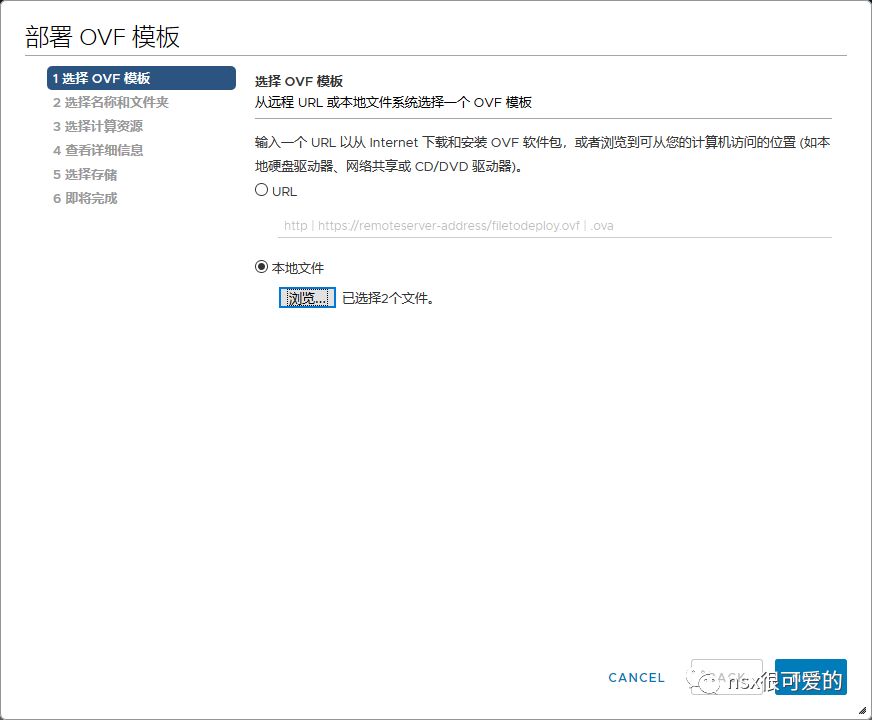 部署 OVF 模板
1 选择 OVF 模板
2 选择名称和文件夹
3 选择计算资源
4 查看详细信息
5 选择存储
6 即将完成
选择 OVF 模板
从远程 URL 或本地文件系统选择一个 OVF 模板
输入一个 URL 以从 Internet 下载和安装 OVF 软件包，或者浏览到可从您的计算机访问的位置 (如本
地硬盘驱动器、网络共享或 CD/DVD 驱动器)。
URL
http | https://remoteserver-address/filetodeploy.ovf | .ova
本地文件
浏览... 已选择2个文件。
CANCEL
nsx很可爱的